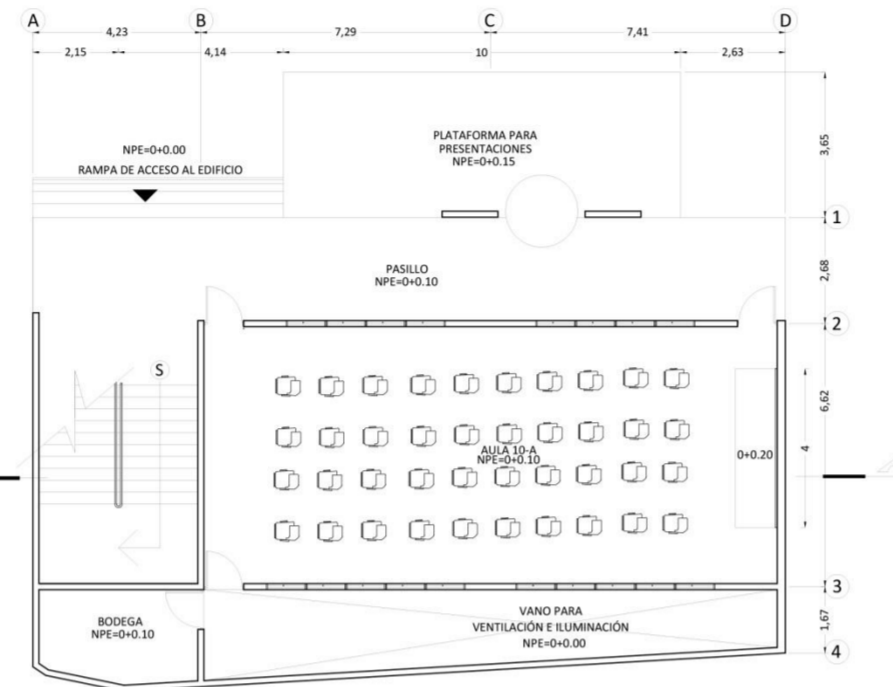 A
B
C
D
4,23
7,29
7,41
2,15
4,14
10
2,63
NPE=0+0.00
RAMPA DE ACCESO AL EDIFICIO
PLATAFORMA PARA
PRESENTACIONES
NPE=0+0.15
3,65
1
PASILLO
NPE=0+0.10
2,68
2
S
6,62
4
AULA 10-A
NPE=0+0.10
0+0.20
3
BODEGA
NPE=0+0.10
VANO PARA
VENTILACIÓN E ILUMINACIÓN
NPE=0+0.00
1,67
4